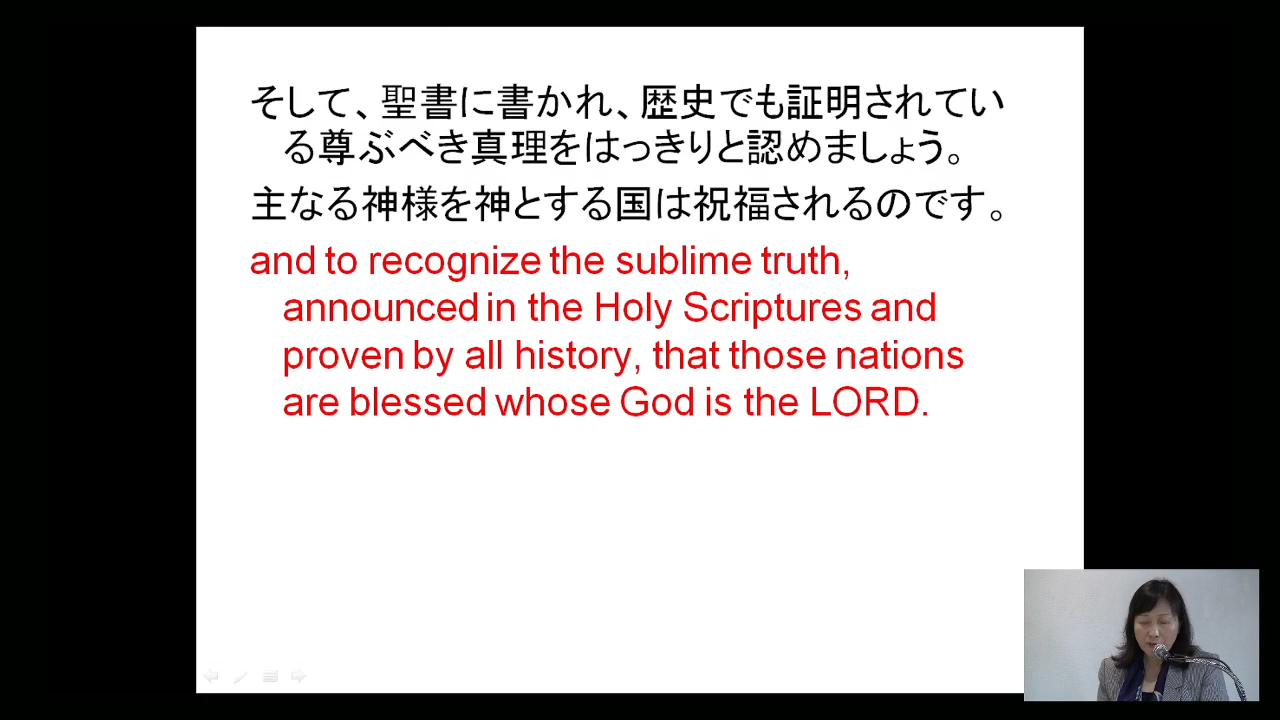 そして、聖書に書かれ、歴史でも証明されてい
る尊ぶべき真理をはっきりと認めましょう。
主なる神様を神とする国は祝福されるのです。
and to recognize the sublime truth,
announced in the Holy Scriptures and
proven by all history, that those nations
are blessed whose God is the LORD.